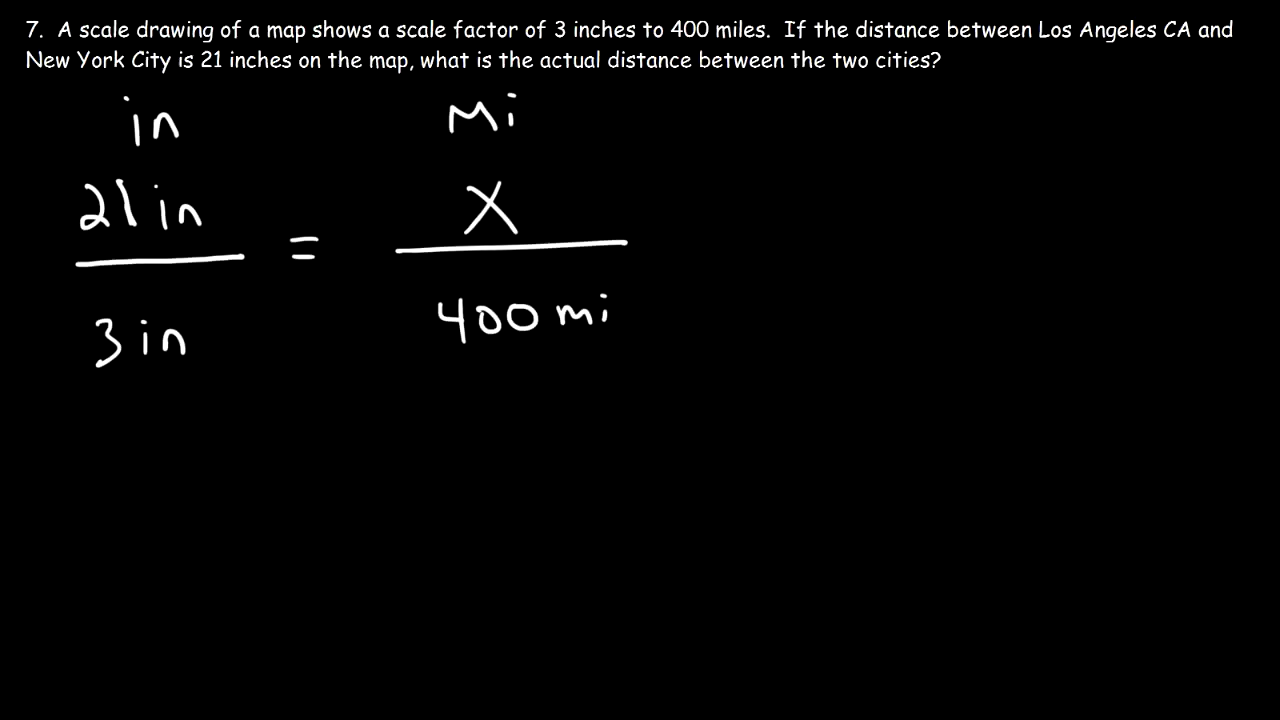 7. A scale drawing of a map shows a scale factor of 3 inches to 400 miles. If the distance between Los Angeles CA and
New York City is 21 inches on the map, what is the actual distance between the two cities?
in Mi
21 in = X
3 in 400 mi